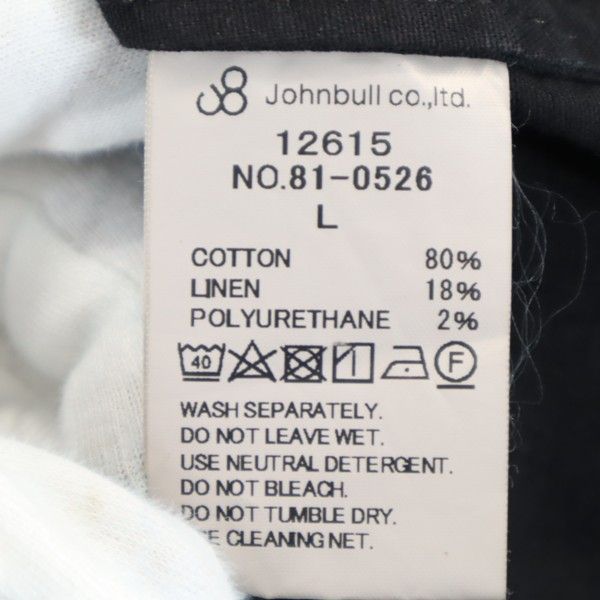 Johnbull co.,ltd.
12615
NO.81-0526
L
COTTON 80%
LINEN 18%
POLYURETHANE 2%
40 F
WASH SEPARATELY.
DO NOT LEAVE WET.
USE NEUTRAL DETERGENT.
DO NOT BLEACH.
DO NOT TUMBLE DRY.
CLEANING NET.